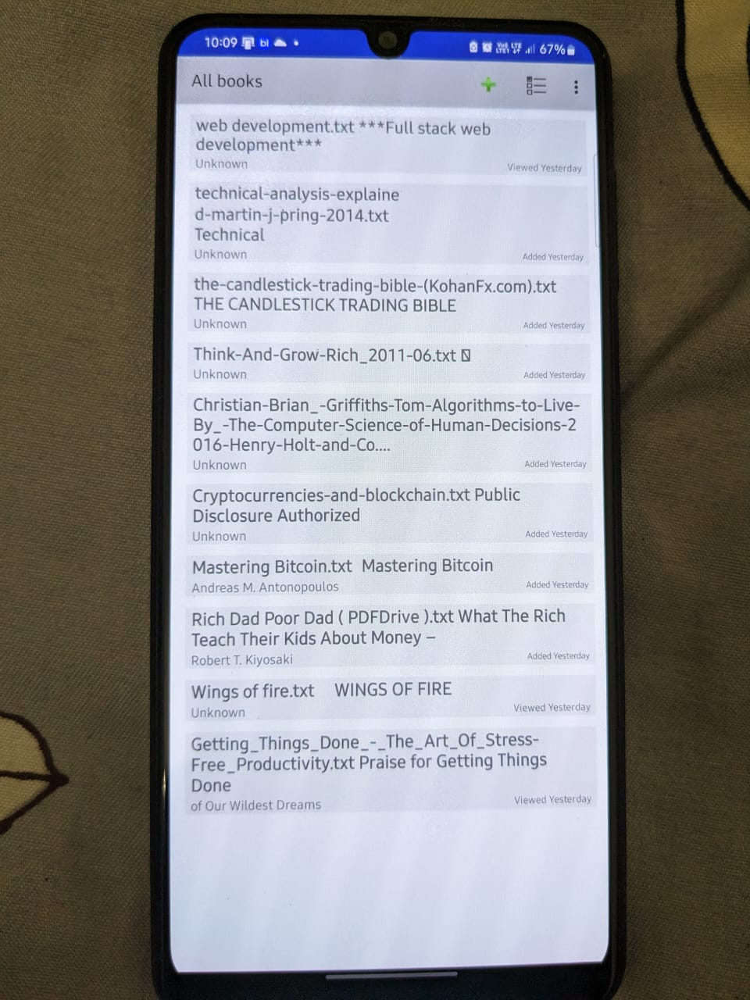 10:09 bl VoB LTE1 LTE 67%
All books
web development.txt ***Full stack web
development***
Unknown
Viewed Yesterday
technical-analysis-explaine
d-martin-j-pring-2014.txt
Technical
Unknown
Added Yesterday
the-candlestick-trading-bible-(KohanFx.com).txt
THE CANDLESTICK TRADING BIBLE
Unknown
Added Yesterday
Think-And-Grow-Rich_2011-06.txt
Unknown
Added Yesterday
Christian-Brian_-Griffiths-Tom-Algorithms-to-Live-
By_-The-Computer-Science-of-Human-Decisions-2
016-Henry-Holt-and-Co....
Unknown
Added Yesterday
Cryptocurrencies-and-blockchain.txt Public
Disclosure Authorized
Unknown
Added Yesterday
Mastering Bitcoin.txt Mastering Bitcoin
Andreas M. Antonopoulos
Added Yesterday
Rich Dad Poor Dad ( PDFDrive ).txt What The Rich
Teach Their Kids About Money –
Robert T. Kiyosaki
Added Yesterday
Wings of fire.txt WINGS OF FIRE
Unknown
Viewed Yesterday
Getting_Things_Done_-_The_Art_Of_Stress-
Free_Productivity.txt Praise for Getting Things
Done
of Our Wildest Dreams
Viewed Yesterday